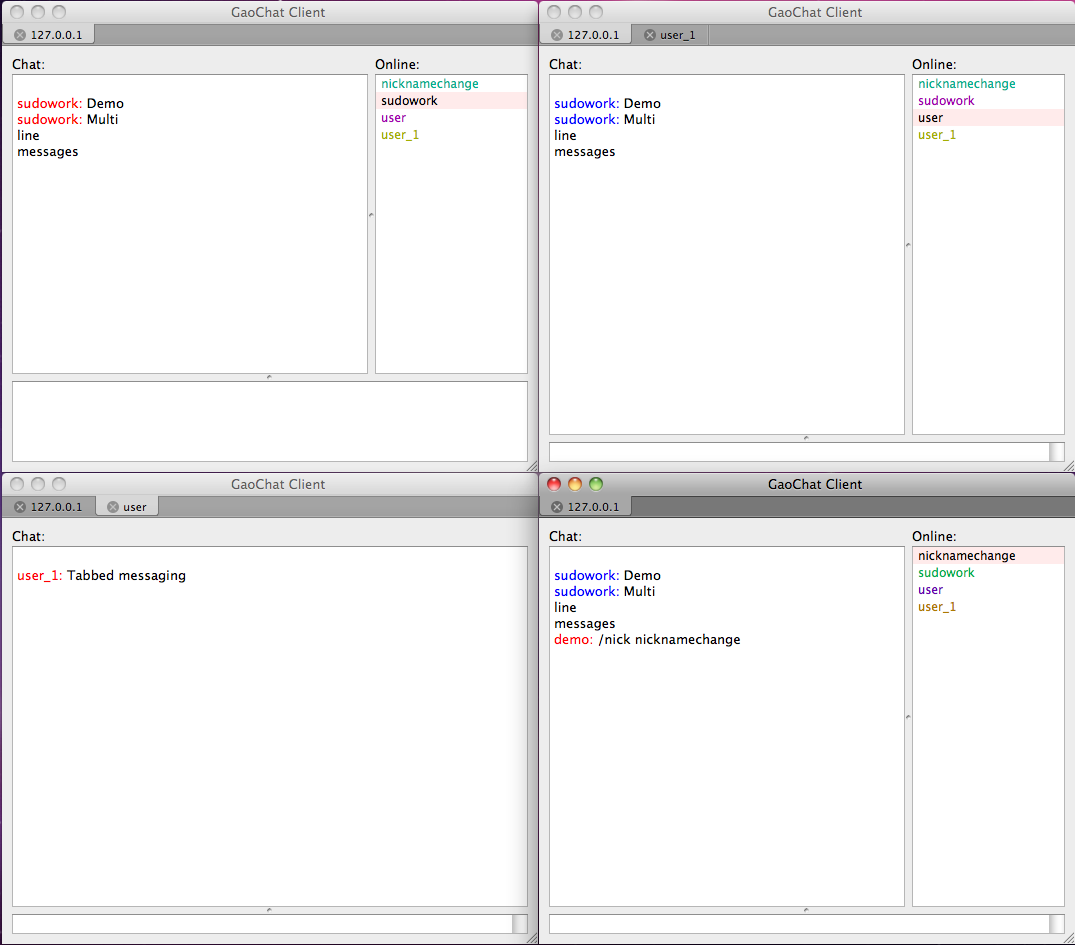 GaoChat Client
127.0.0.1
Chat:
sudowork: Demo
sudowork: Multi
line
messages
Online:
nicknamechange
sudowork
user
user_1
GaoChat Client
127.0.0.1
user_1
Chat:
sudowork: Demo
sudowork: Multi
line
messages
Online:
nicknamechange
sudowork
user
user_1
GaoChat Client
127.0.0.1
user
Chat:
user_1: Tabbed messaging
GaoChat Client
127.0.0.1
Chat:
sudowork: Demo
sudowork: Multi
line
messages
demo: /nick nicknamechange
Online:
nicknamechange
sudowork
user
user_1